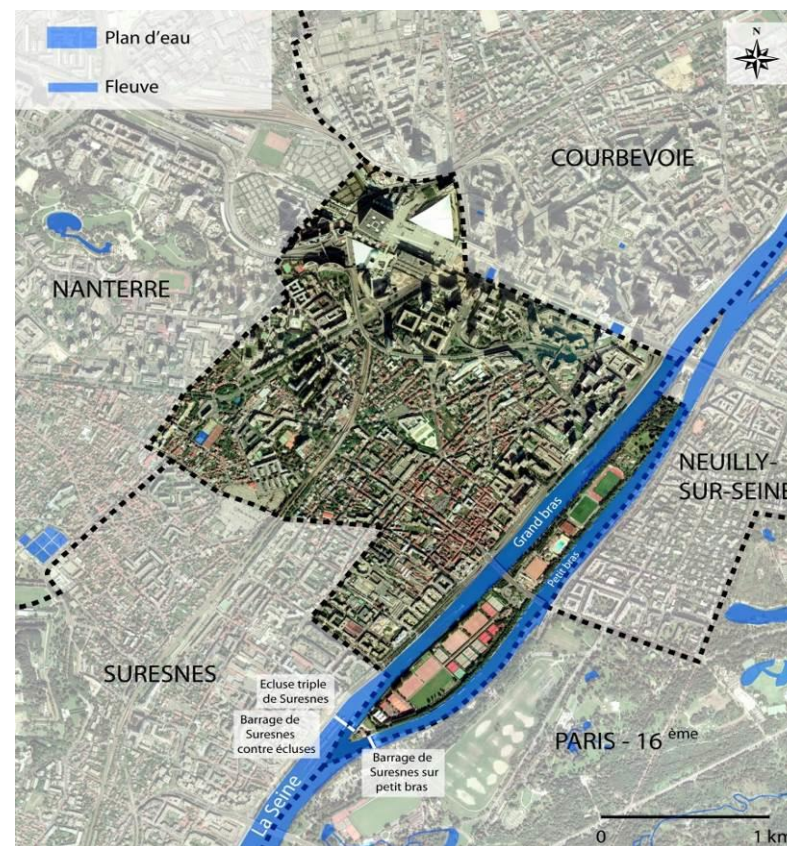 Plan d'eau
Fleuve
N
COURBEVOIE
NANTERRE
NEUILLY-
SUR-SEINE
Grand bras
Petit bras
SURESNES
Ecluse triple
de Suresnes
Barrage de
Suresnes
contre écluses
Barrage de
Suresnes sur
petit bras
PARIS - 16 ème
La Seine
0
1 km